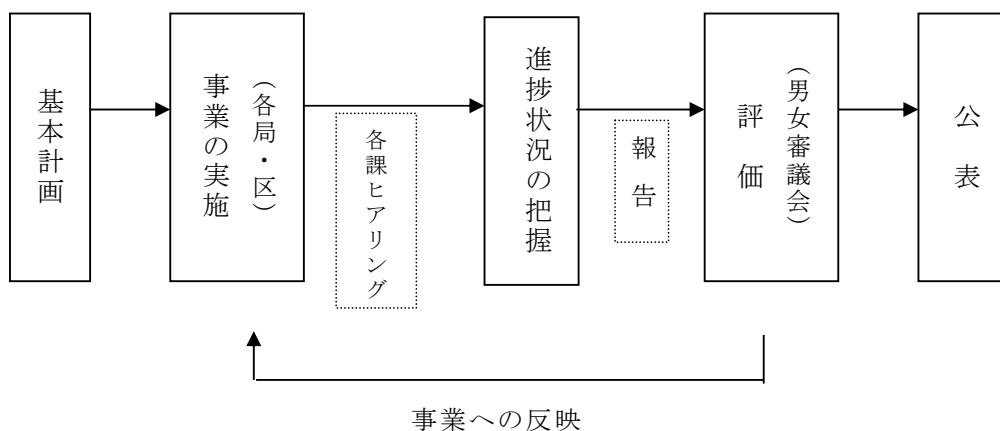 基本計画
事業の実施
（各局・区）
各課ヒアリング
進捗状況の把握
報告
評価
（男女審議会）
公表
事業への反映